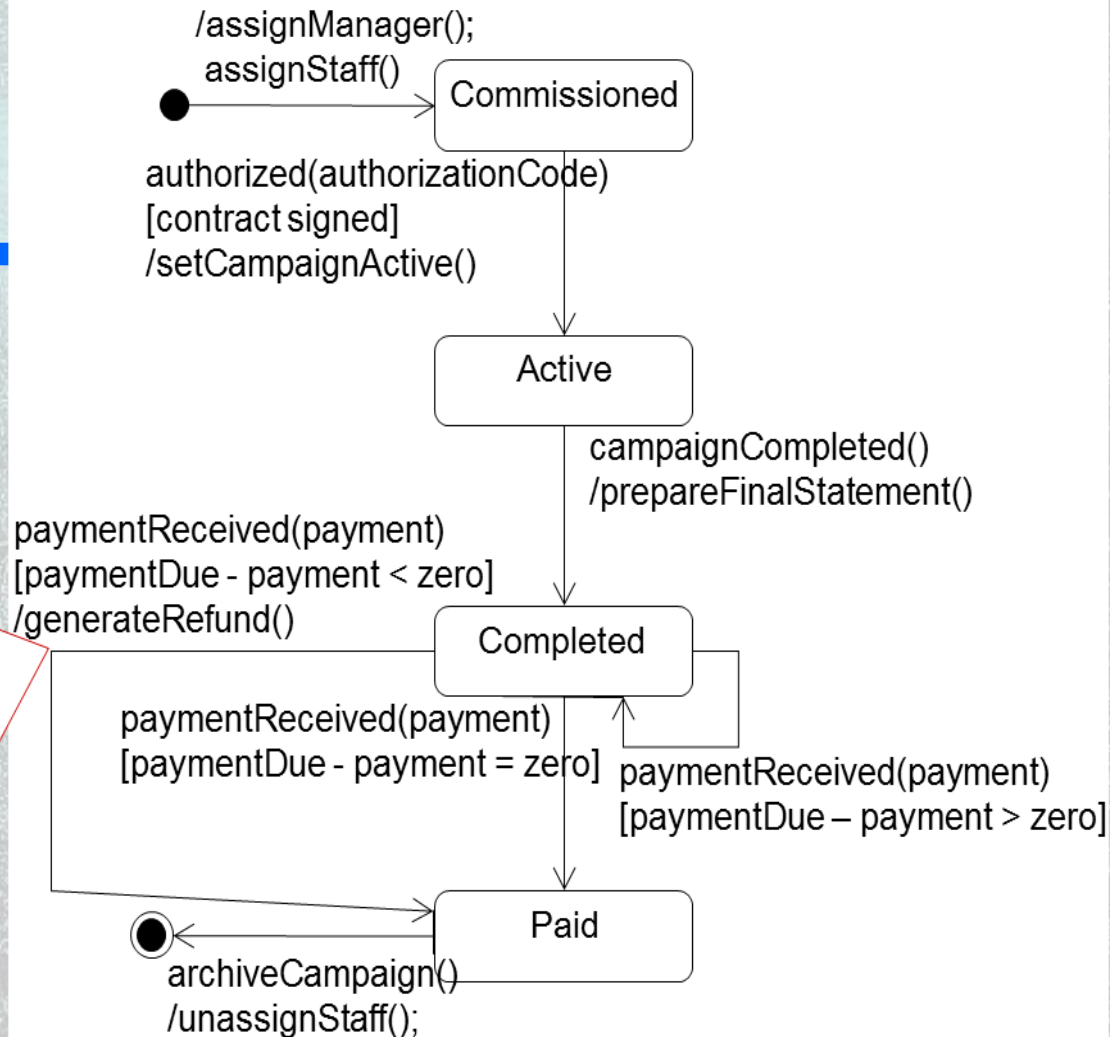 /assignManager();
assignStaff()
Commissioned
authorized(authorizationCode)
[contract signed]
/setCampaignActive()
Active
campaignCompleted()
/prepareFinalStatement()
paymentReceived(payment)
[paymentDue - payment < zero]
/generateRefund()
Completed
paymentReceived(payment)
[paymentDue - payment = zero]
paymentReceived(payment)
[paymentDue – payment > zero]
Paid
archiveCampaign()
/unassignStaff();